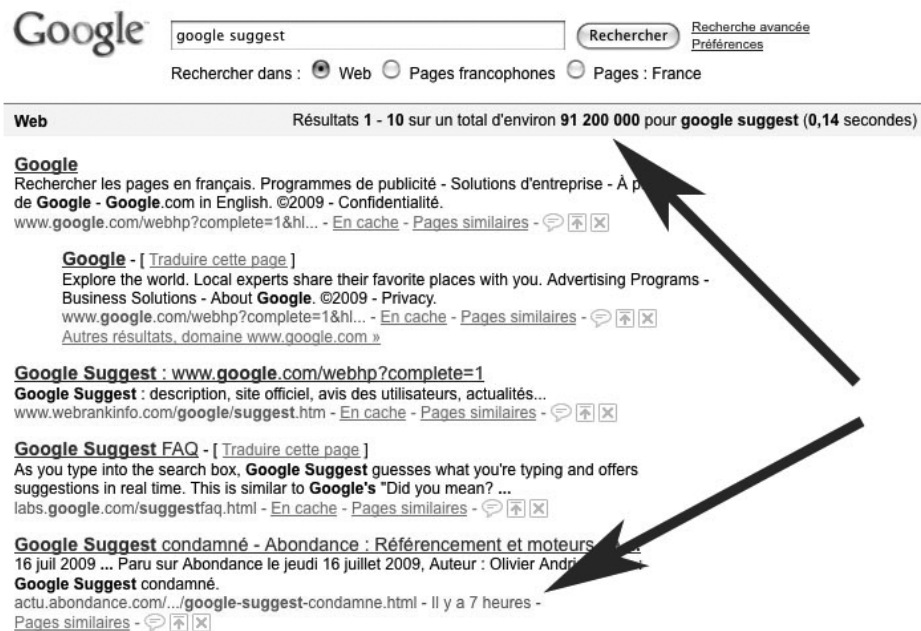 Google
google suggest
Rechercher
Recherche avancée
Préférences
Rechercher dans : Web Pages francophones Pages : France
Web Résultats 1 - 10 sur un total d'environ 91 200 000 pour google suggest (0,14 secondes)
Google
Rechercher les pages en français. Programmes de publicité - Solutions d'entreprise - À
de Google - Google.com in English. ©2009 - Confidentialité.
www.google.com/webhp?complete=1&hl... - En cache - Pages similaires -
Google - [ Traduire cette page ]
Explore the world. Local experts share their favorite places with you. Advertising Programs -
Business Solutions - About Google. ©2009 - Privacy.
www.google.com/webhp?complete=1&hl... - En cache - Pages similaires -
Autres résultats, domaine www.google.com »
Google Suggest : www.google.com/webhp?complete=1
Google Suggest : description, site officiel, avis des utilisateurs, actualités...
www.webrankinfo.com/google/suggest.htm - En cache - Pages similaires -
Google Suggest FAQ - [ Traduire cette page ]
As you type into the search box, Google Suggest guesses what you're typing and offers
suggestions in real time. This is similar to Google's "Did you mean? ...
labs.google.com/suggestfaq.html - En cache - Pages similaires -
Google Suggest condamné - Abondance : Référencement et moteurs
16 juil 2009 ... Paru sur Abondance le jeudi 16 juillet 2009, Auteur : Olivier
Google Suggest condamné.
actu.abondance.com/.../google-suggest-condamne.html - Il y a 7 heures -
Pages similaires -